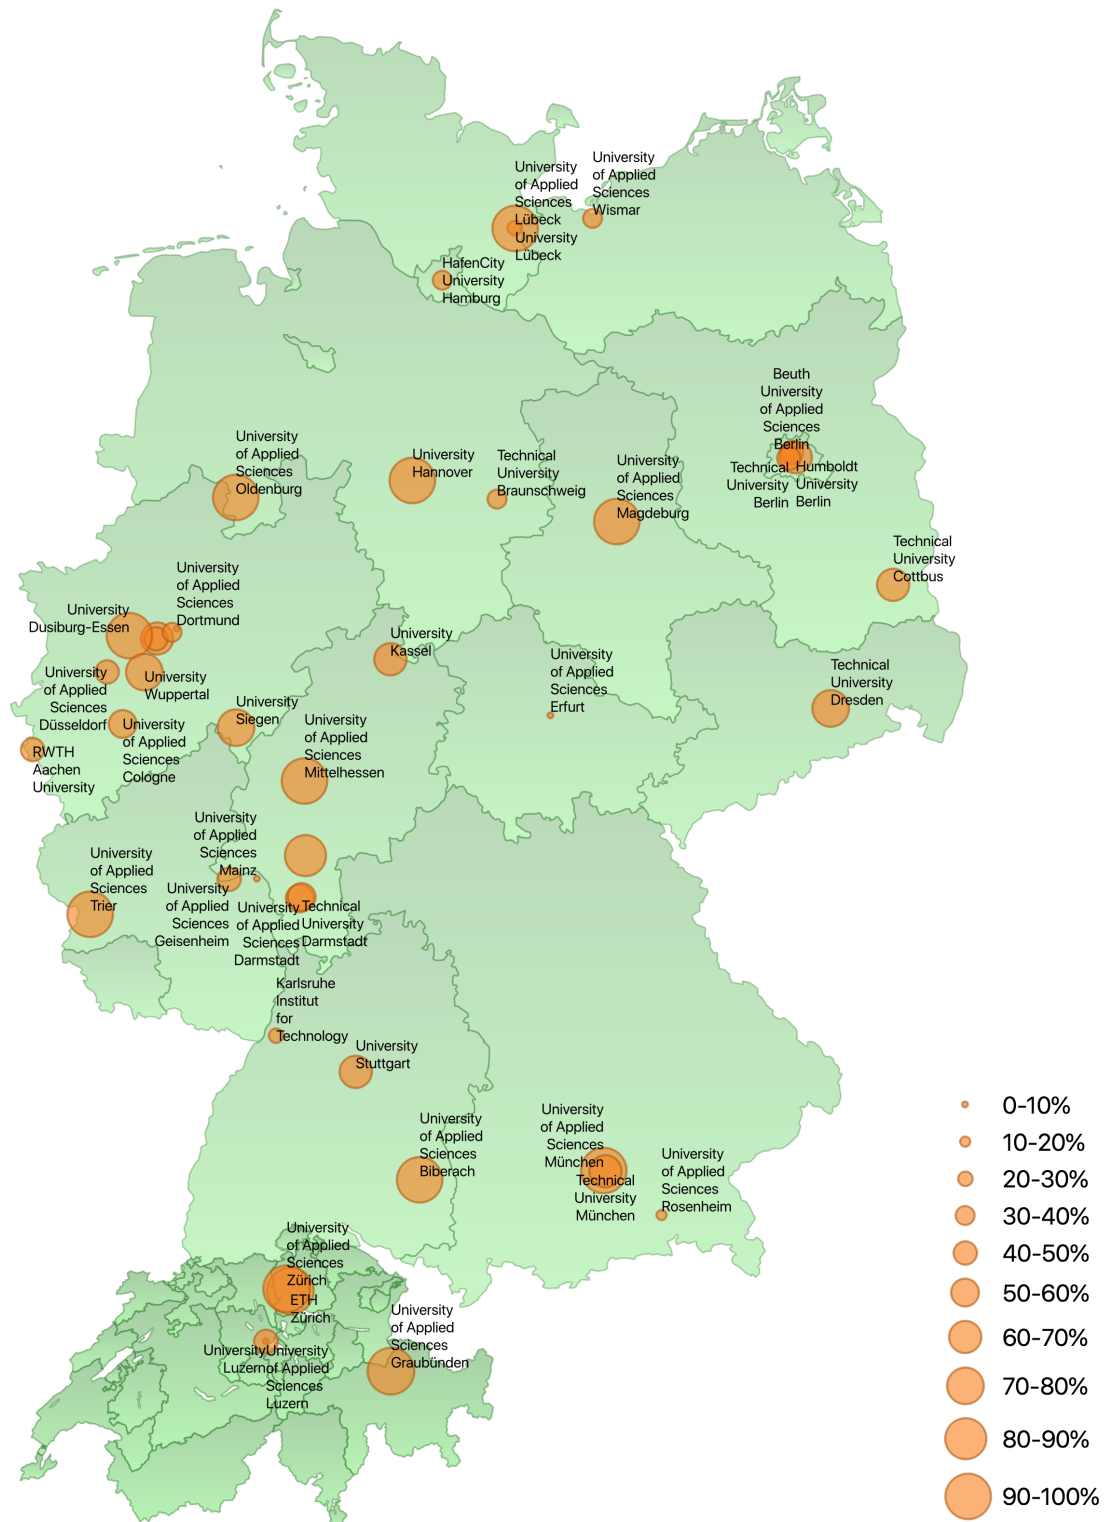 University
of Applied
Sciences
Lübeck
University
Lübeck
University
of Applied
Sciences
Wismar
HafenCity
University
Hamburg
Beuth
University
of Applied
Sciences
Berlin
Technical
University
Berlin
Humboldt
University
Berlin
University
of Applied
Sciences
Oldenburg
University
Hannover
Technical
University
Braunschweig
University
of Applied
Sciences
Magdeburg
Technical
University
Cottbus
University
of Applied
Sciences
Dortmund
University
Dusiburg-Essen
University
of Applied
Sciences
Düsseldorf
University
Wuppertal
University
Kassel
University
of Applied
Sciences
Erfurt
Technical
University
Dresden
University
Siegen
University
of Applied
Sciences
Cologne
RWTH
Aachen
University
University
of Applied
Sciences
Mittelhessen
University
of Applied
Sciences
Mainz
University
of Applied
Sciences
Trier
University
of Applied
Sciences
Geisenheim
University
of Applied
Sciences
Darmstadt
Technical
University
Darmstadt
Karlsruhe
Institut
for
Technology
University
Stuttgart
University
of Applied
Sciences
Biberach
University
of Applied
Sciences
München
Technical
University
München
University
of Applied
Sciences
Rosenheim
University
of Applied
Sciences
Zürich
ETH
Zürich
University
of Applied
Sciences
Graubünden
University
Luzern
University
of Applied
Sciences
Luzern
0-10%
10-20%
20-30%
30-40%
40-50%
50-60%
60-70%
70-80%
80-90%
90-100%